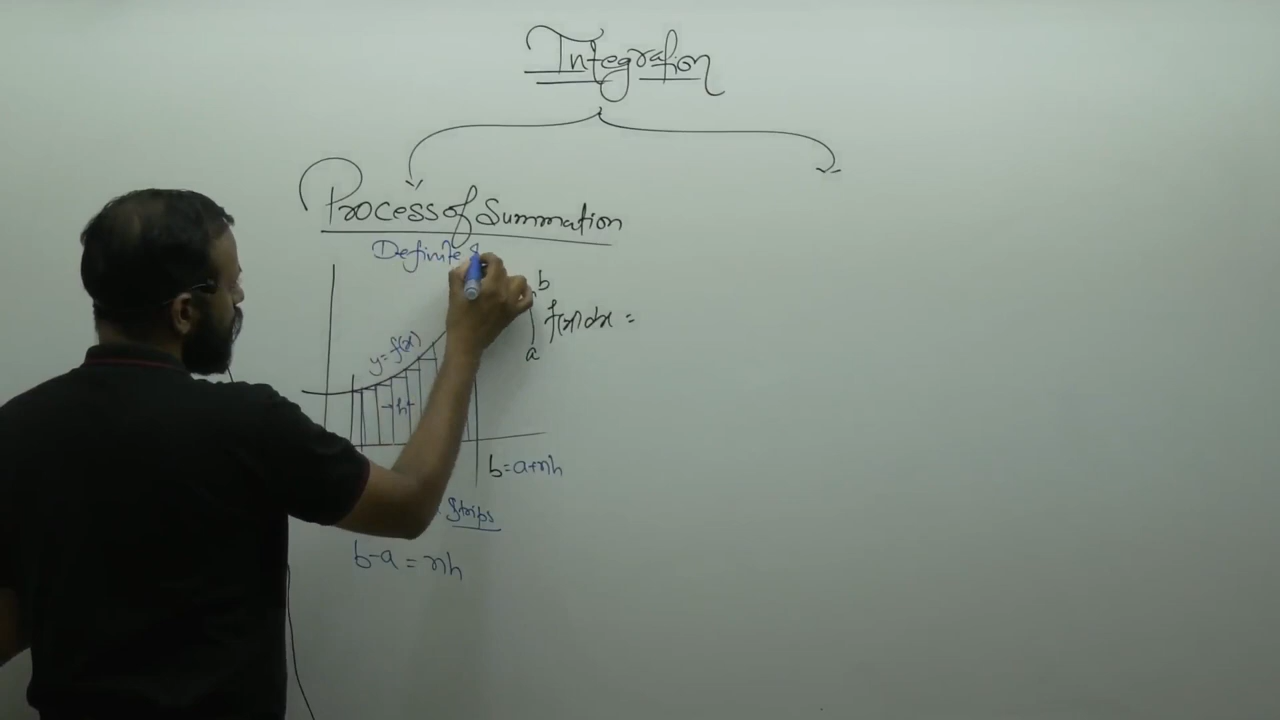 Integration
Process of Summation
Definite
b
y=f(x)
f(x) dx =
a
h
b=a+nh
Strips
b-a = nh